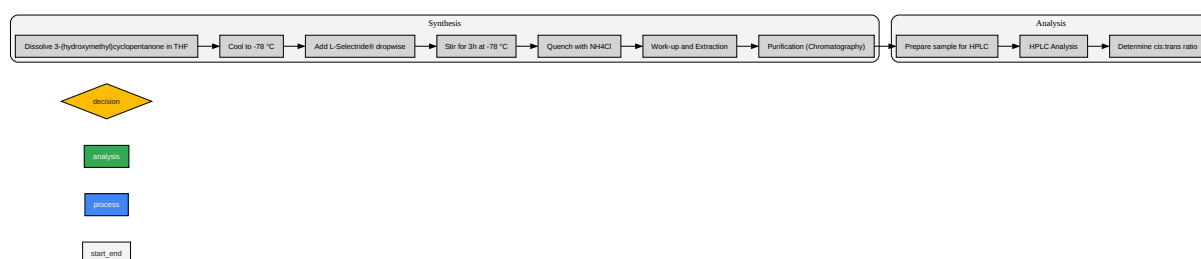 Synthesis
Analysis
Dissolve 3-(hydroxymethyl)cyclopentanone in THF
Cool to -78 °C
Add L-Selectride® dropwise
Stir for 3h at -78 °C
Quench with NH4Cl
Work-up and Extraction
Purification (Chromatography)
Prepare sample for HPLC
HPLC Analysis
Determine cis:trans ratio
decision
analysis
process
start_end